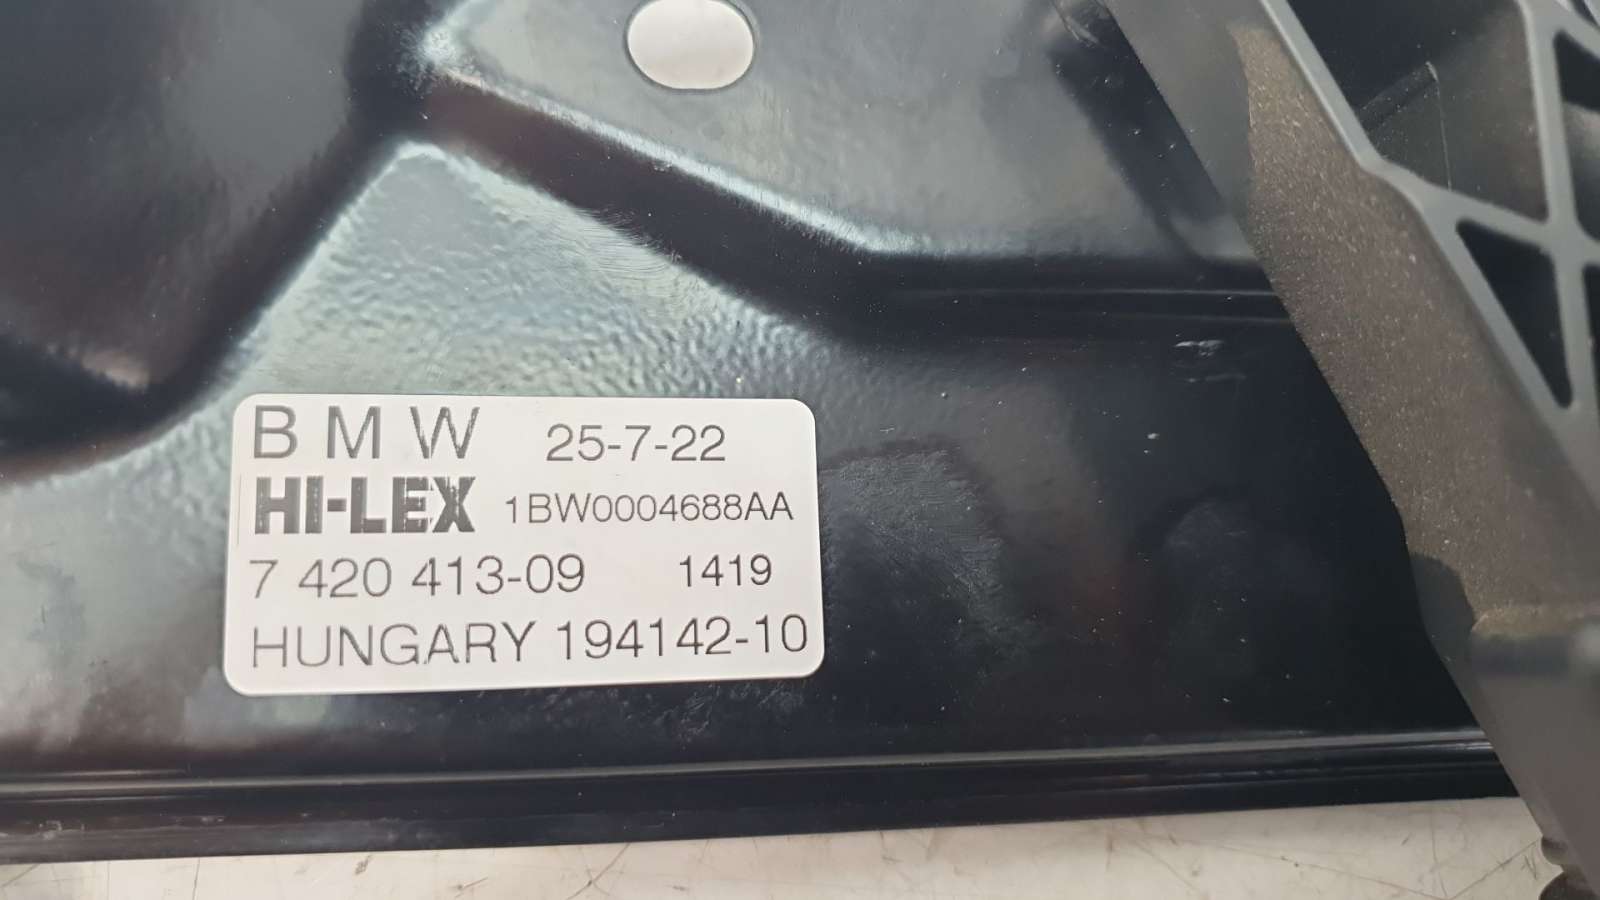 BMW 25-7-22
HI-LEX 1BW0004688AA
7 420 413-09 1419
HUNGARY 194142-10